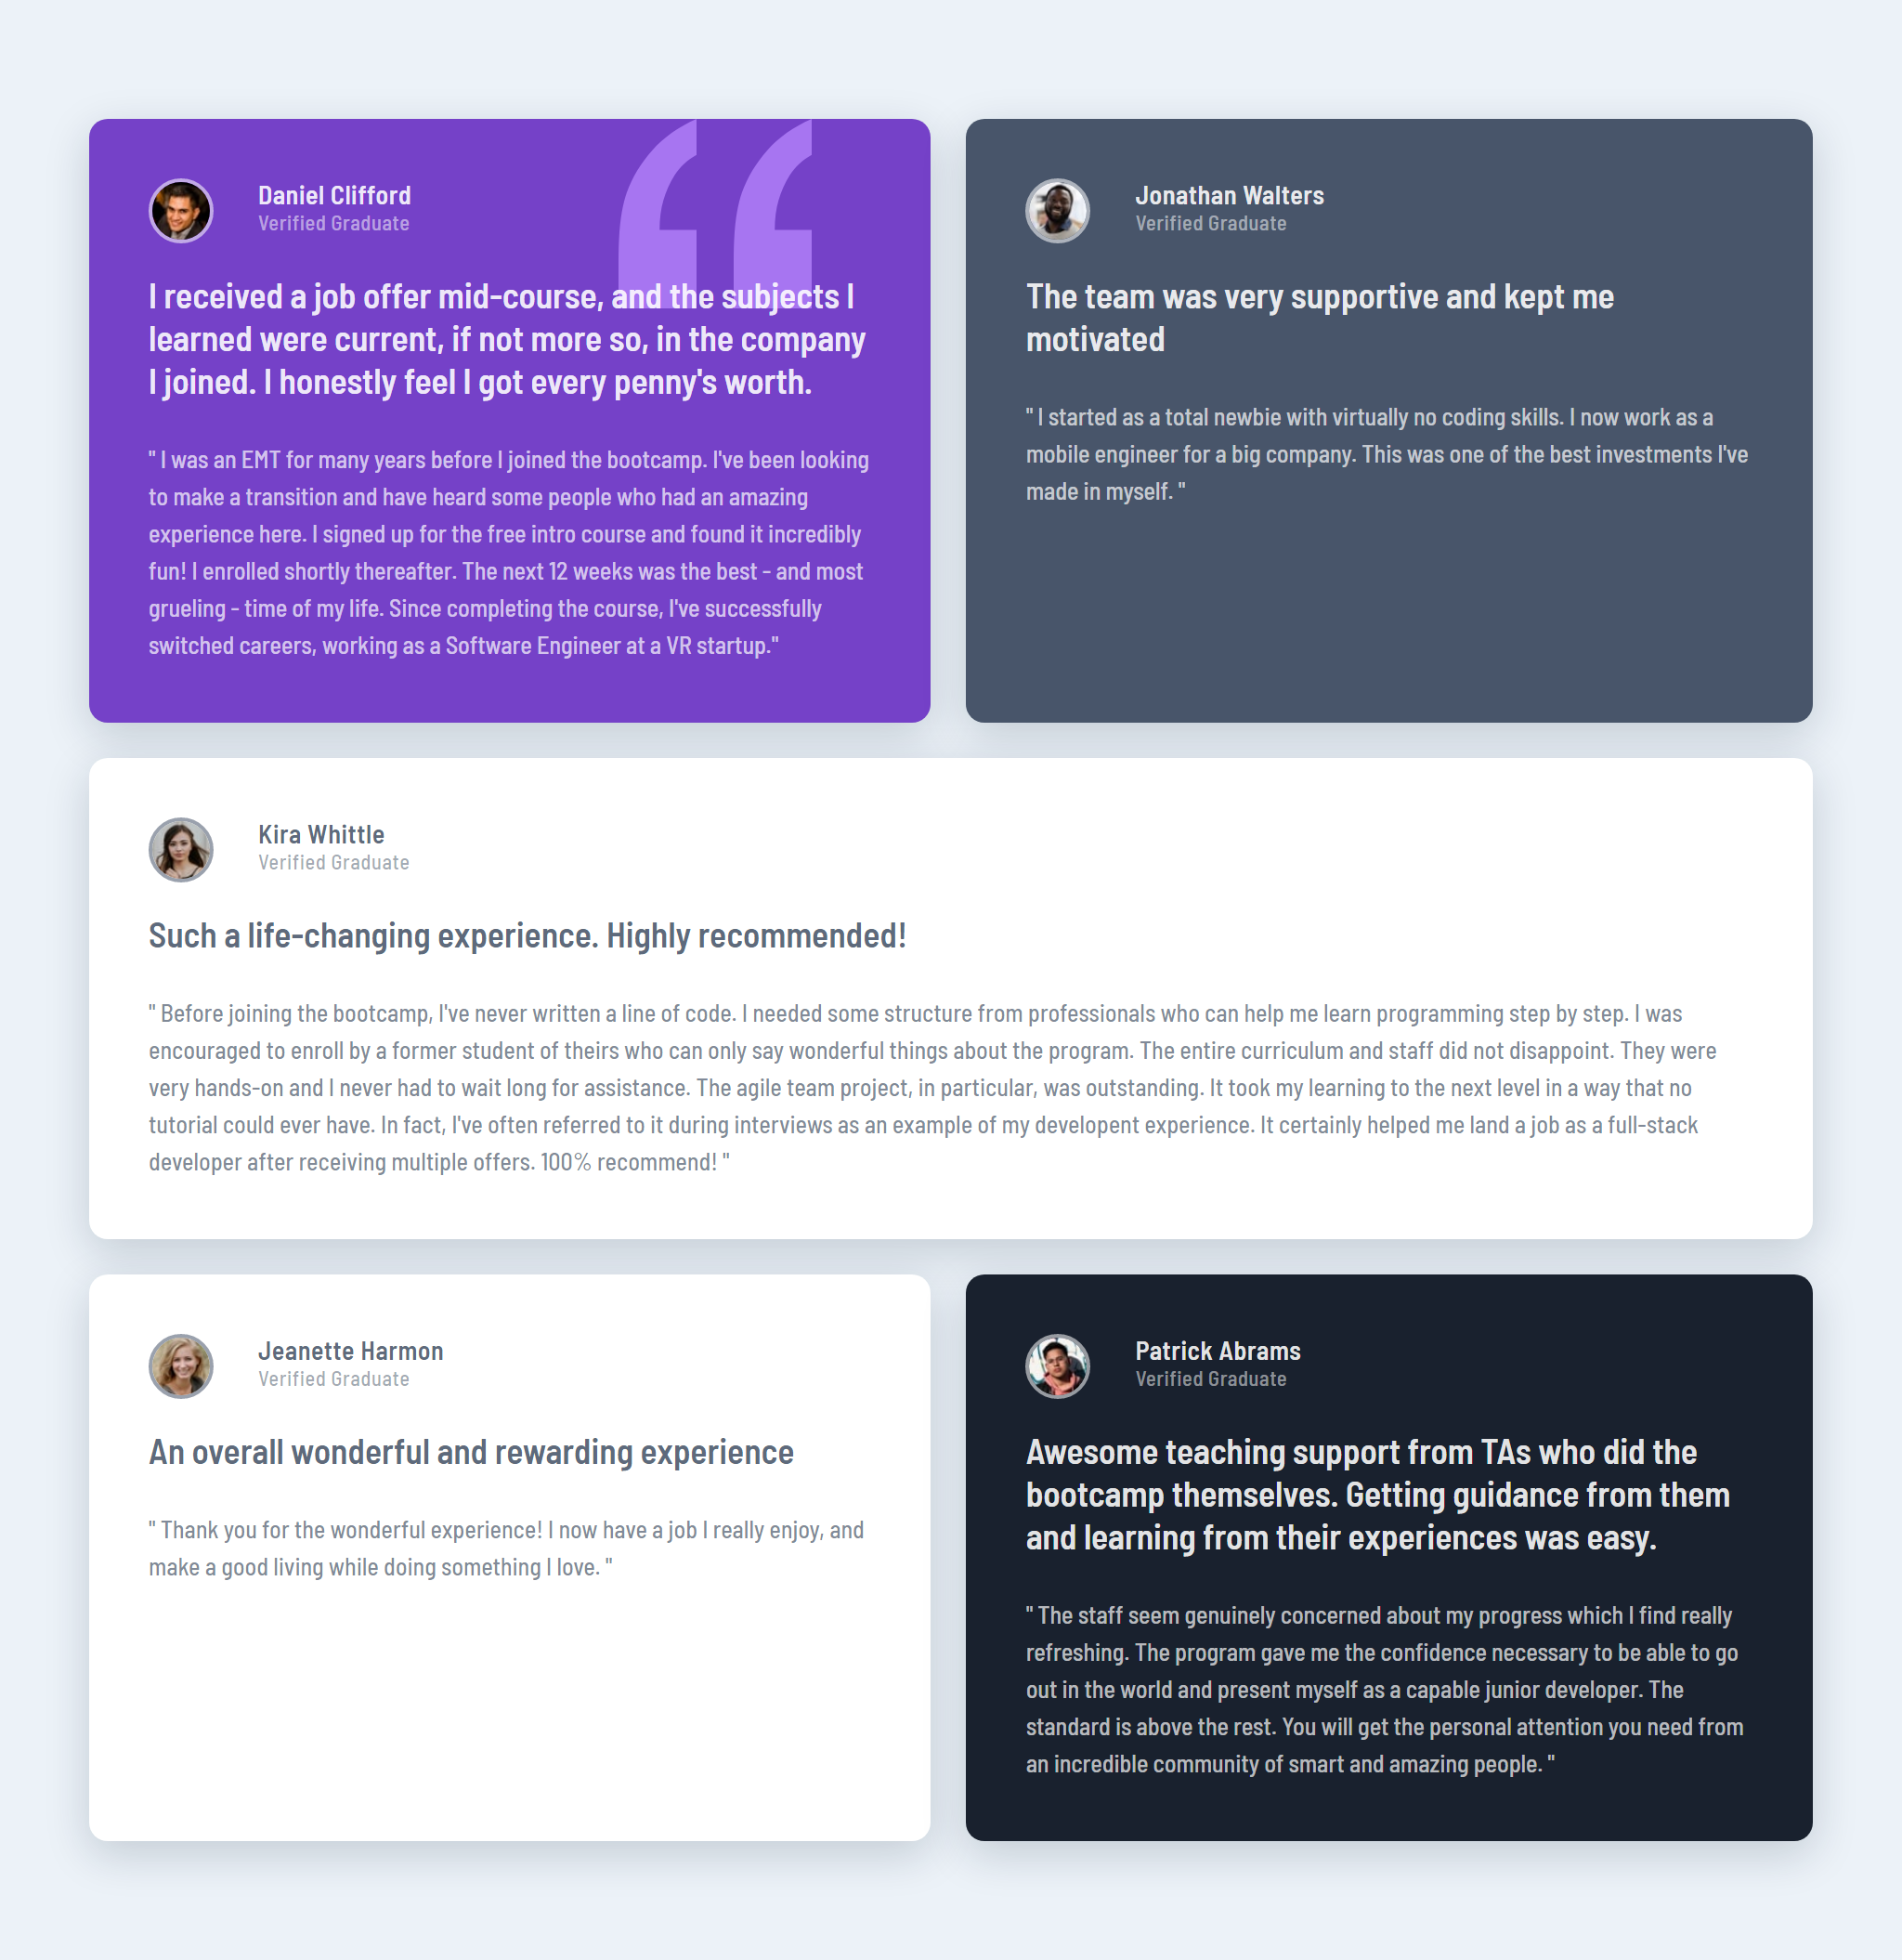 Daniel Clifford
Verified Graduate
I received a job offer mid-course, and the subjects I
learned were current, if not more so, in the company
I joined. I honestly feel I got every penny's worth.
" I was an EMT for many years before I joined the bootcamp. I've been looking
to make a transition and have heard some people who had an amazing
experience here. I signed up for the free intro course and found it incredibly
fun! I enrolled shortly thereafter. The next 12 weeks was the best - and most
grueling - time of my life. Since completing the course, I've successfully
switched careers, working as a Software Engineer at a VR startup."
Jonathan Walters
Verified Graduate
The team was very supportive and kept me
motivated
" I started as a total newbie with virtually no coding skills. I now work as a
mobile engineer for a big company. This was one of the best investments I've
made in myself. "
Kira Whittle
Verified Graduate
Such a life-changing experience. Highly recommended!
" Before joining the bootcamp, I've never written a line of code. I needed some structure from professionals who can help me learn programming step by step. I was
encouraged to enroll by a former student of theirs who can only say wonderful things about the program. The entire curriculum and staff did not disappoint. They were
very hands-on and I never had to wait long for assistance. The agile team project, in particular, was outstanding. It took my learning to the next level in a way that no
tutorial could ever have. In fact, I've often referred to it during interviews as an example of my developent experience. It certainly helped me land a job as a full-stack
developer after receiving multiple offers. 100% recommend! "
Jeanette Harmon
Verified Graduate
An overall wonderful and rewarding experience
" Thank you for the wonderful experience! I now have a job I really enjoy, and
make a good living while doing something I love. "
Patrick Abrams
Verified Graduate
Awesome teaching support from TAs who did the
bootcamp themselves. Getting guidance from them
and learning from their experiences was easy.
" The staff seem genuinely concerned about my progress which I find really
refreshing. The program gave me the confidence necessary to be able to go
out in the world and present myself as a capable junior developer. The
standard is above the rest. You will get the personal attention you need from
an incredible community of smart and amazing people. "